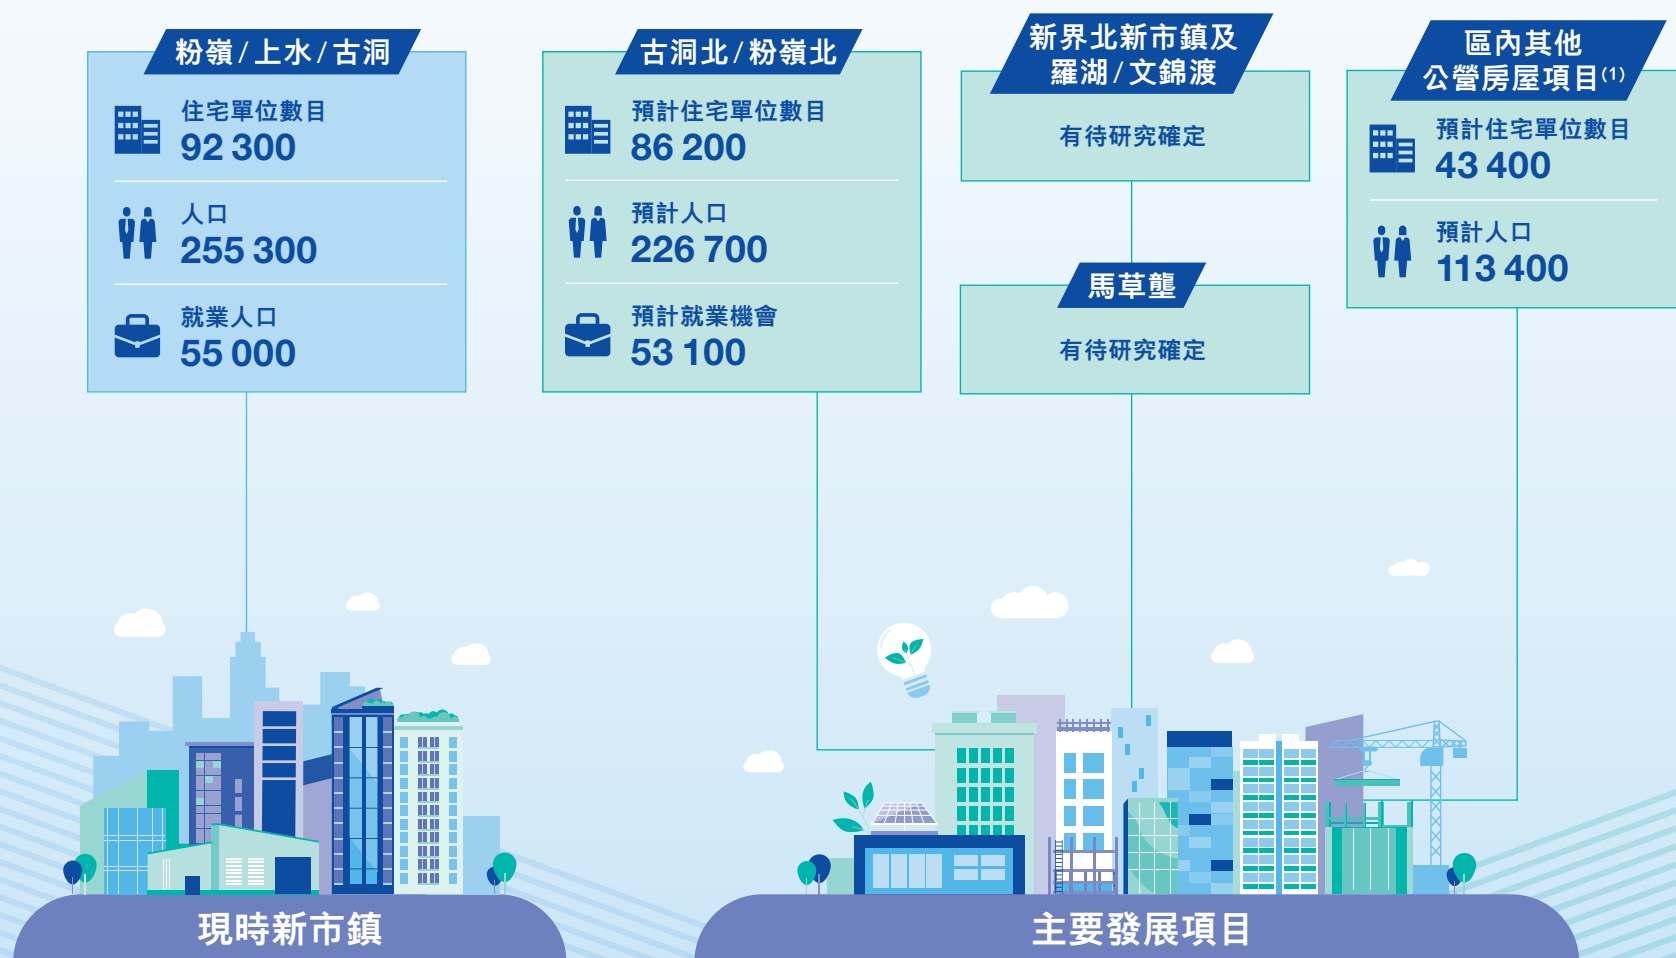 粉嶺/上水/古洞
住宅單位數目
92 300
人口
255 300
就業人口
55 000
古洞北/粉嶺北
預計住宅單位數目
86 200
預計人口
226 700
預計就業機會
53 100
新界北新市鎮及
羅湖/文錦渡
有待研究確定
馬草壟
有待研究確定
區內其他
公營房屋項目(1)
預計住宅單位數目
43 400
預計人口
113 400
現時新市鎮
主要發展項目